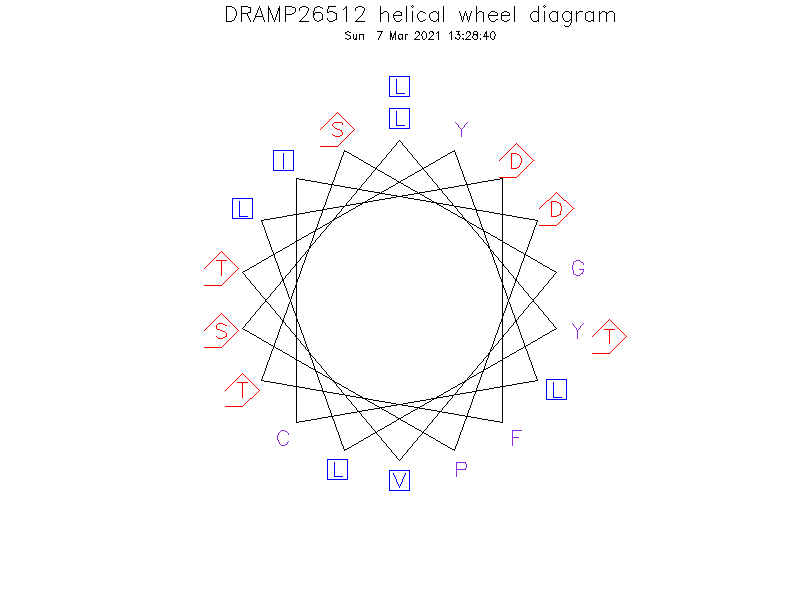 DRAMP26512 helical wheel diagram
Sun 7 Mar 2021 13:28:40
L
L
S Y
I D
L D
T G
S Y T
T L
C F
L P
V